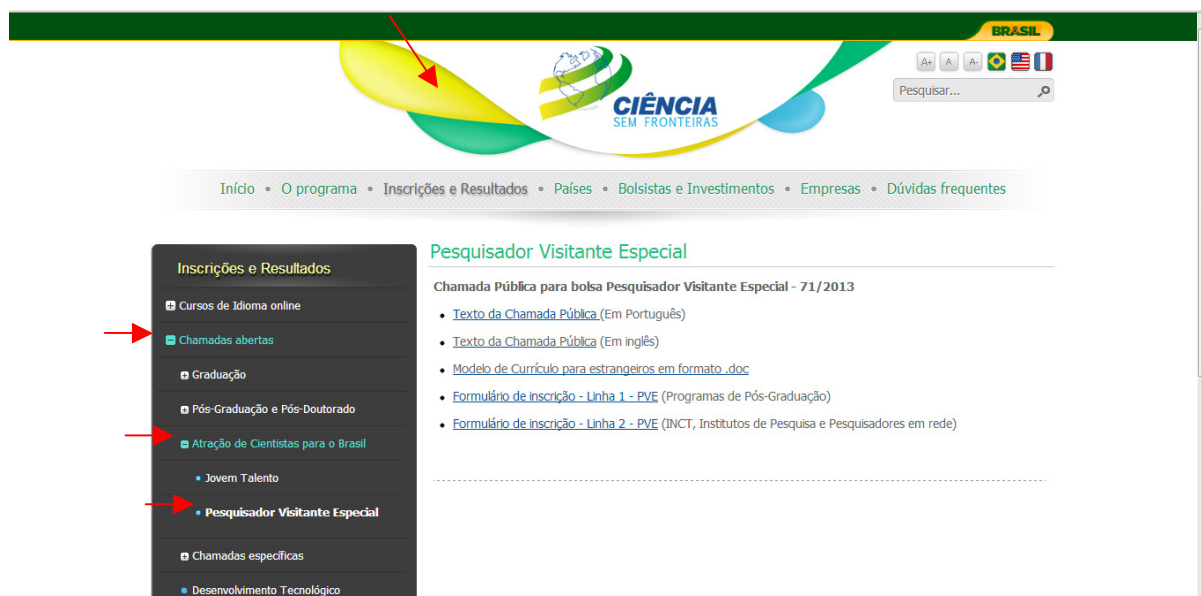 BRASIL
A+ A A-
Pesquisar...
CIÊNCIA
SEM FRONTEIRAS
Início • O programa • Inscrições e Resultados • Países • Bolsistas e Investimentos • Empresas • Dúvidas frequentes
Inscrições e Resultados
Cursos de Idioma online
Chamadas abertas
Graduação
Pós-Graduação e Pós-Doutorado
Atração de Cientistas para o Brasil
Jovem Talento
Pesquisador Visitante Especial
Chamadas específicas
Desenvolvimento Tecnológico
Pesquisador Visitante Especial
Chamada Pública para bolsa Pesquisador Visitante Especial - 71/2013
• Texto da Chamada Pública (Em Português)
• Texto da Chamada Pública (Em inglês)
• Modelo de Currículo para estrangeiros em formato .doc
• Formulário de inscrição - Linha 1 - PVE (Programas de Pós-Graduação)
• Formulário de inscrição - Linha 2 - PVE (INCT, Institutos de Pesquisa e Pesquisadores em rede)